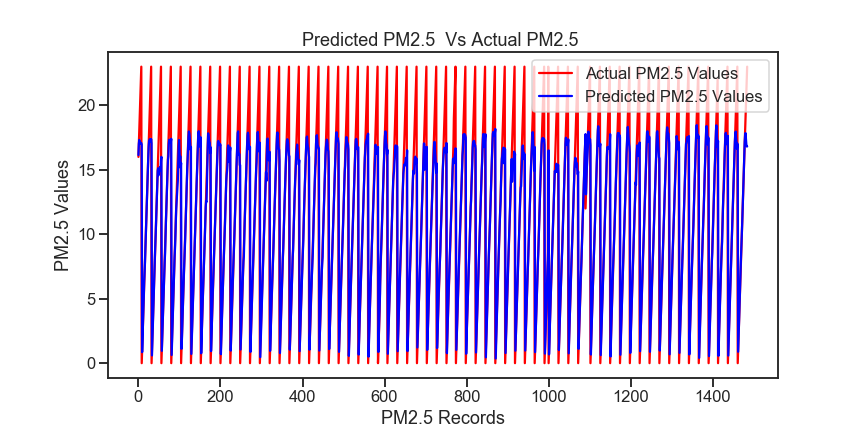 Predicted PM2.5  Vs Actual PM2.5
Actual PM2.5 Values
Predicted PM2.5 Values
PM2.5 Values
20
15
10
5
0
0 200 400 600 800 1000 1200 1400
PM2.5 Records